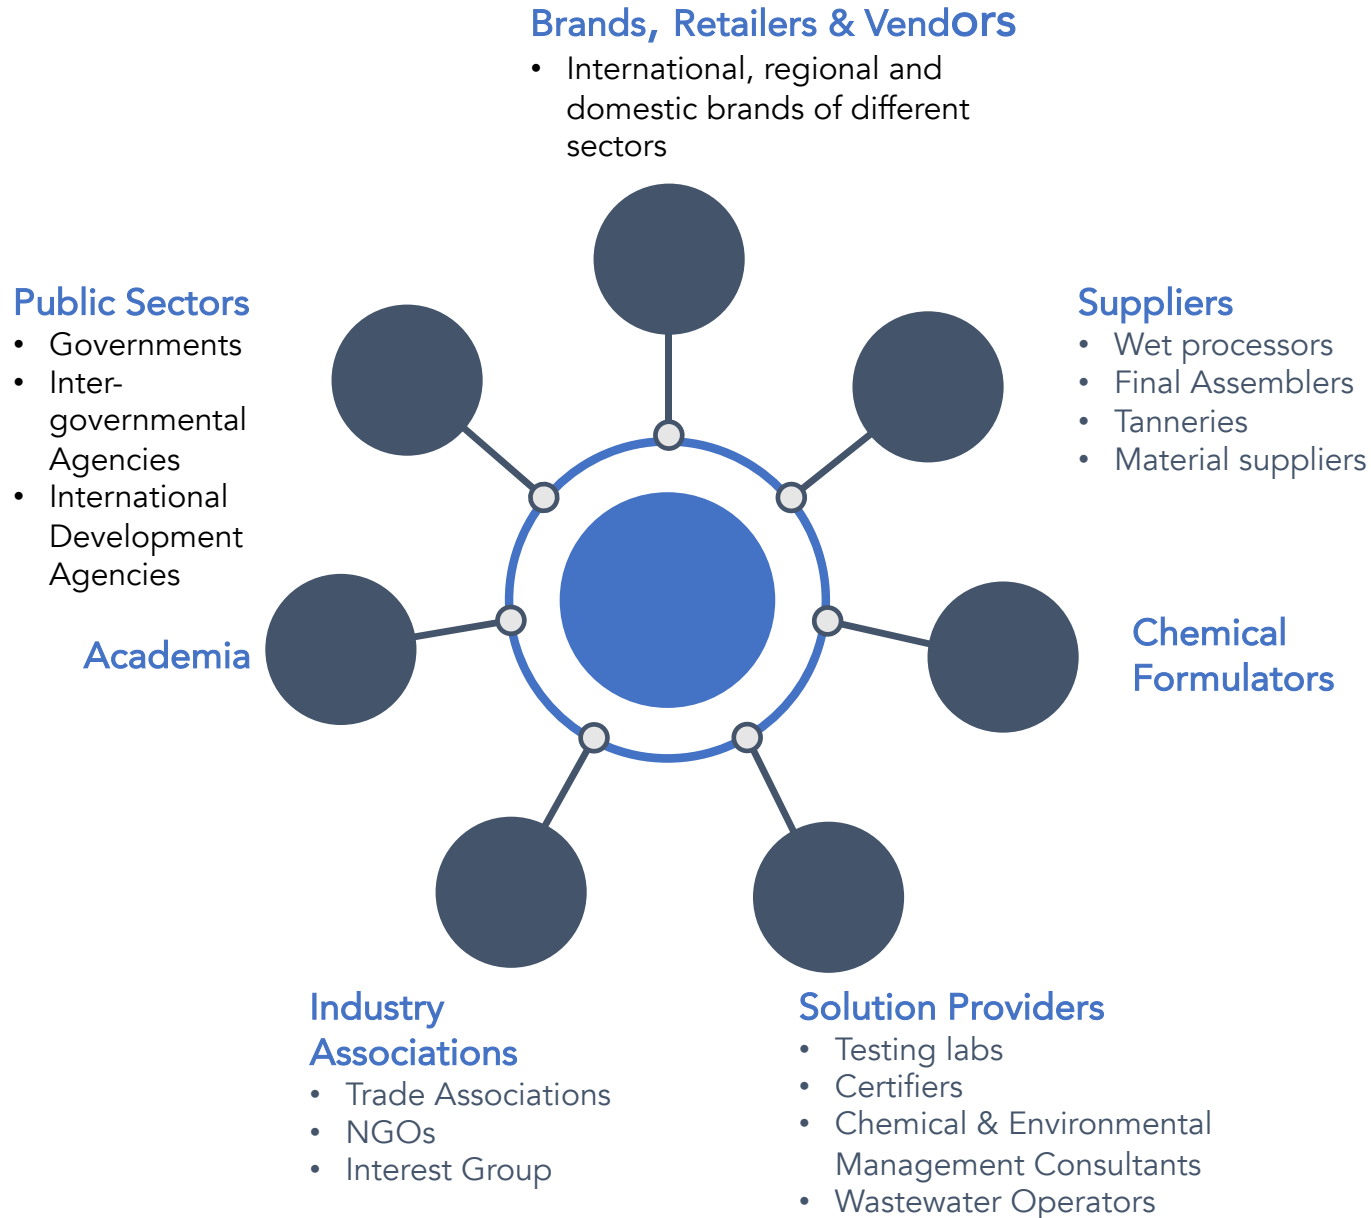 Brands, Retailers & Vendors
• International, regional and
domestic brands of different
sectors
Public Sectors
• Governments
• Inter-
governmental
Agencies
• International
Development
Agencies
Suppliers
• Wet processors
• Final Assemblers
• Tanneries
• Material suppliers
Academia
Chemical
Formulators
Industry
Associations
• Trade Associations
• NGOs
• Interest Group
Solution Providers
• Testing labs
• Certifiers
• Chemical & Environmental
Management Consultants
• Wastewater Operators